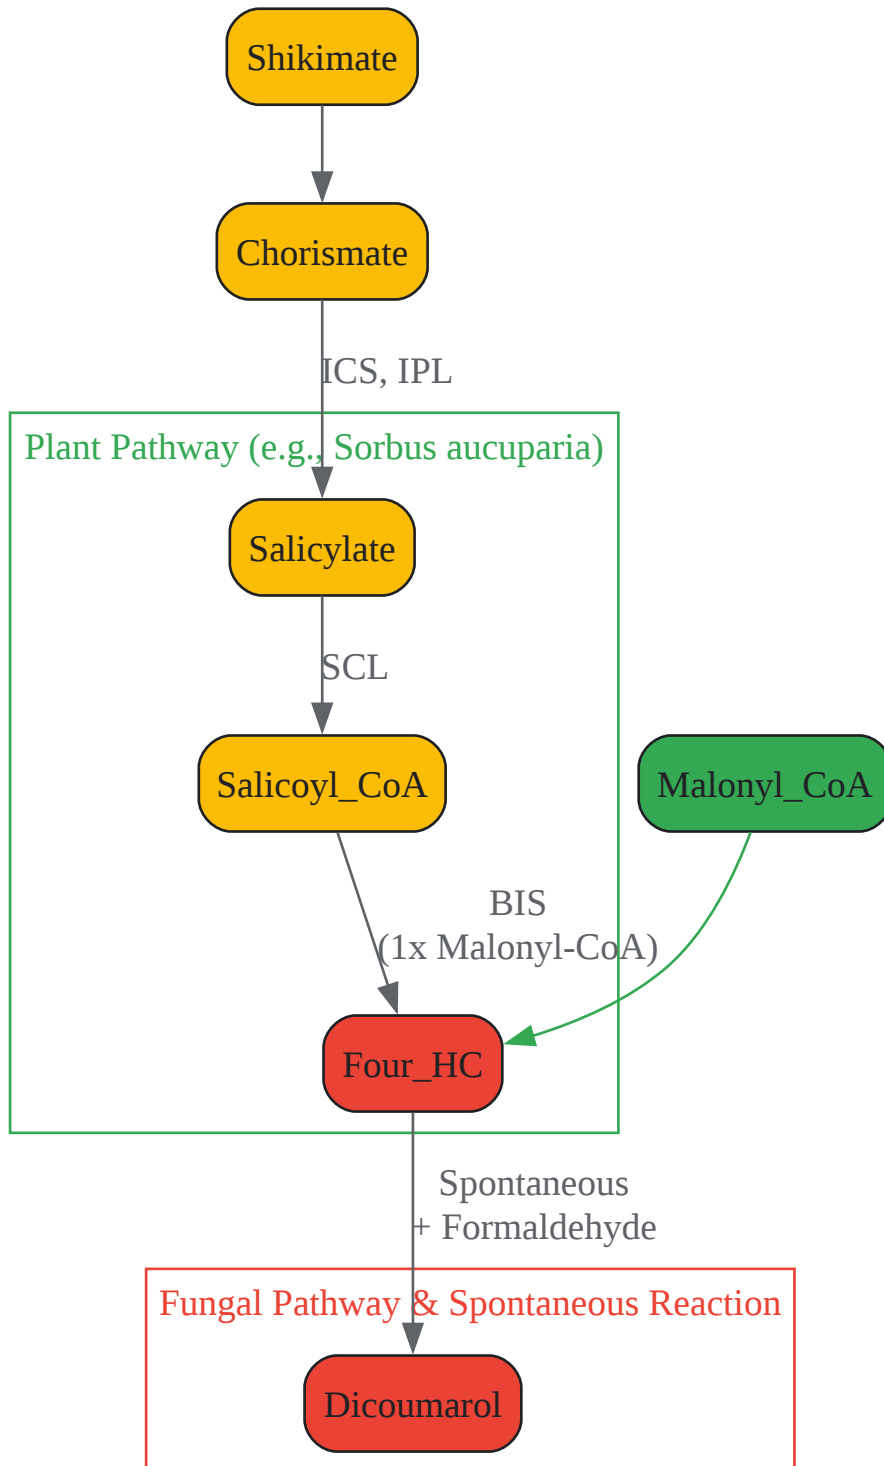 Shikimate
Chorismate
ICS, IPL
Plant Pathway (e.g., Sorbus aucuparia)
Salicylate
SCL
Salicoyl_CoA
Malonyl_CoA
BIS
(1x Malonyl-CoA)
Four_HC
Spontaneous
+ Formaldehyde
Fungal Pathway & Spontaneous Reaction
Dicoumarol